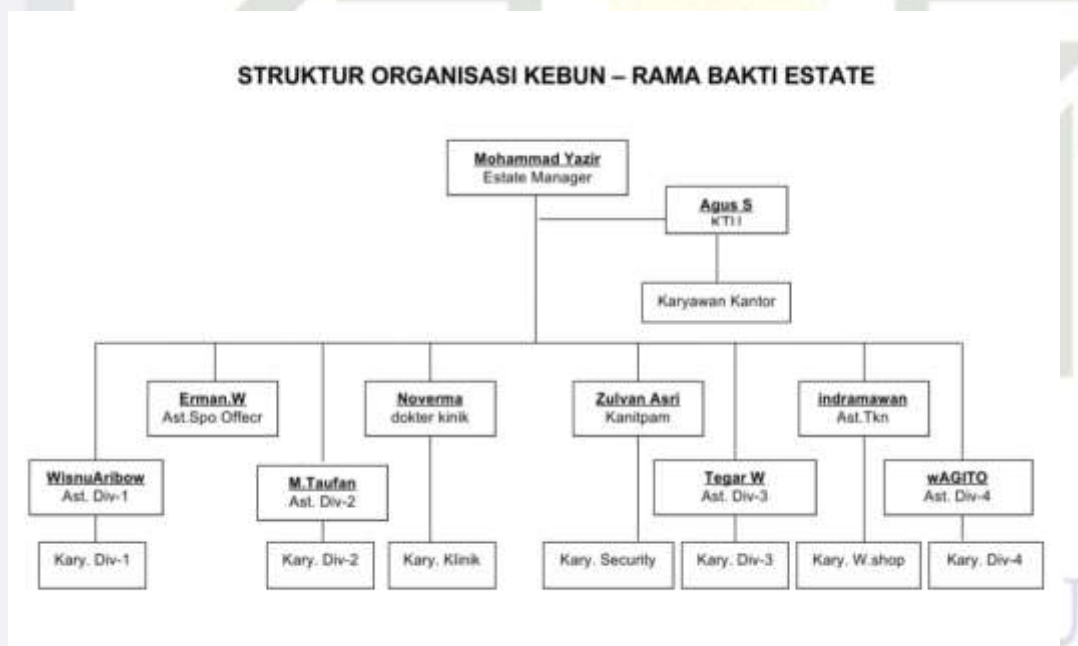 STRUKTUR ORGANISASI KEBUN – RAMA BAKTI ESTATE
Mohammad Yazir
Estate Manager
Agus S
KTU
Karyawan Kantor
Erman.W
Ast.Spo Offecr
Noverma
dokter kinik
Zulvan Asri
Kanitpam
indramawan
Ast.Tkn
WisnuAribow
Ast. Div-1
M.Taufan
Ast. Div-2
Tegar W
Ast. Div-3
wAGITO
Ast. Div-4
Kary. Div-1
Kary. Div-2
Kary. Klinik
Kary. Security
Kary. Div-3
Kary. W.shop
Kary. Div-4